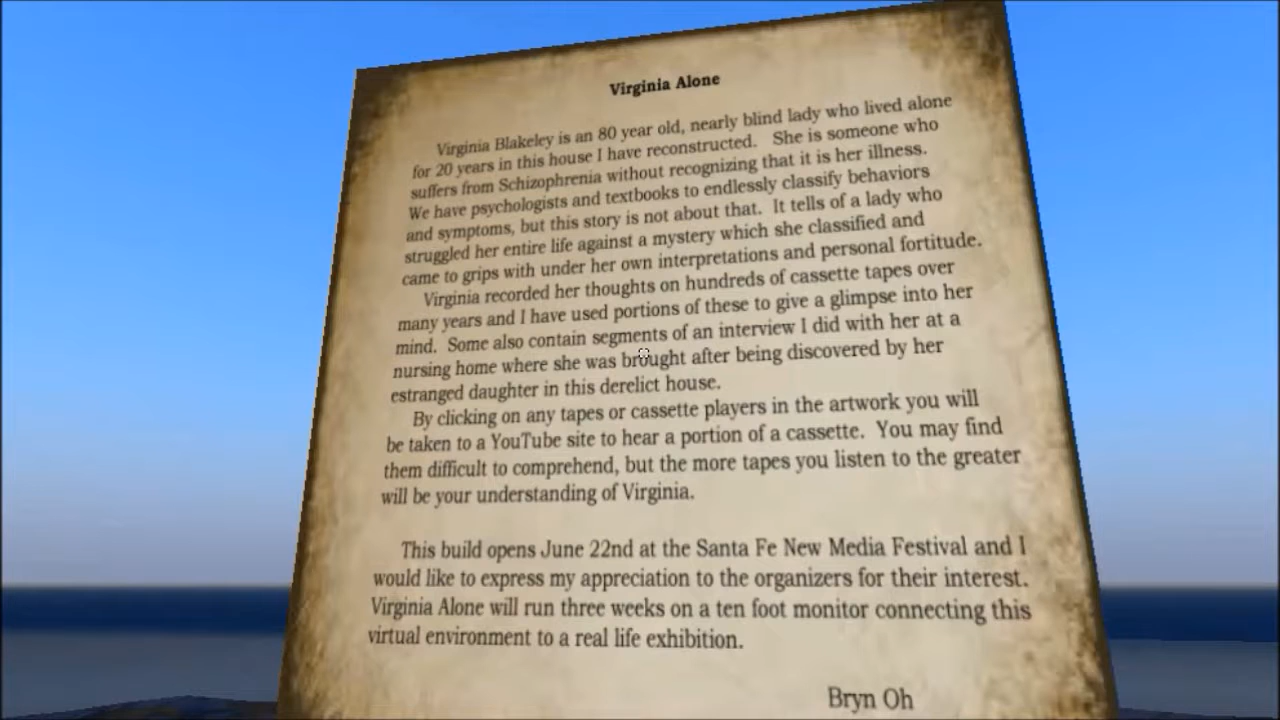 Virginia Alone
Virginia Blakeley is an 80 year old, nearly blind lady who lived alone
for 20 years in this house I have reconstructed. She is someone who
suffers from Schizophrenia without recognizing that it is her illness.
We have psychologists and textbooks to endlessly classify behaviors
and symptoms, but this story is not about that. It tells of a lady who
struggled her entire life against a mystery which she classified and
came to grips with under her own interpretations and personal fortitude.
Virginia recorded her thoughts on hundreds of cassette tapes over
many years and I have used portions of these to give a glimpse into her
mind. Some also contain segments of an interview I did with her at a
nursing home where she was brought after being discovered by her
estranged daughter in this derelict house.
By clicking on any tapes or cassette players in the artwork you will
be taken to a YouTube site to hear a portion of a cassette. You may find
them difficult to comprehend, but the more tapes you listen to the greater
will be your understanding of Virginia.
This build opens June 22nd at the Santa Fe New Media Festival and I
would like to express my appreciation to the organizers for their interest.
Virginia Alone will run three weeks on a ten foot monitor connecting this
virtual environment to a real life exhibition.
Bryn Oh